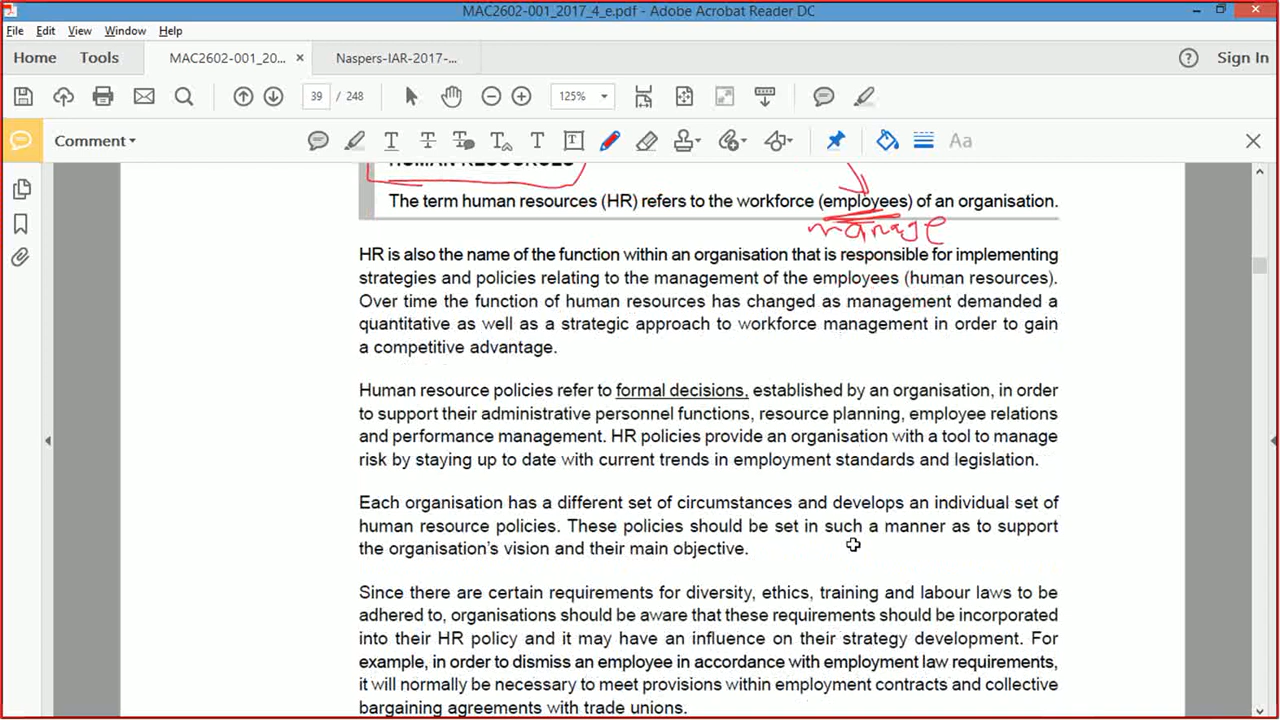 MAC2602-001_2017_4_e.pdf - Adobe Acrobat Reader DC
File Edit View Window Help
Home Tools MAC2602-001_20... × Naspers-IAR-2017-... Sign In
39 / 248 125%
Comment
HUMAN RESOURCES
The term human resources (HR) refers to the workforce (employees) of an organisation.
manage
HR is also the name of the function within an organisation that is responsible for implementing
strategies and policies relating to the management of the employees (human resources).
Over time the function of human resources has changed as management demanded a
quantitative as well as a strategic approach to workforce management in order to gain
a competitive advantage.
Human resource policies refer to formal decisions, established by an organisation, in order
to support their administrative personnel functions, resource planning, employee relations
and performance management. HR policies provide an organisation with a tool to manage
risk by staying up to date with current trends in employment standards and legislation.
Each organisation has a different set of circumstances and develops an individual set of
human resource policies. These policies should be set in such a manner as to support
the organisation's vision and their main objective.
Since there are certain requirements for diversity, ethics, training and labour laws to be
adhered to, organisations should be aware that these requirements should be incorporated
into their HR policy and it may have an influence on their strategy development. For
example, in order to dismiss an employee in accordance with employment law requirements,
it will normally be necessary to meet provisions within employment contracts and collective
bargaining agreements with trade unions.